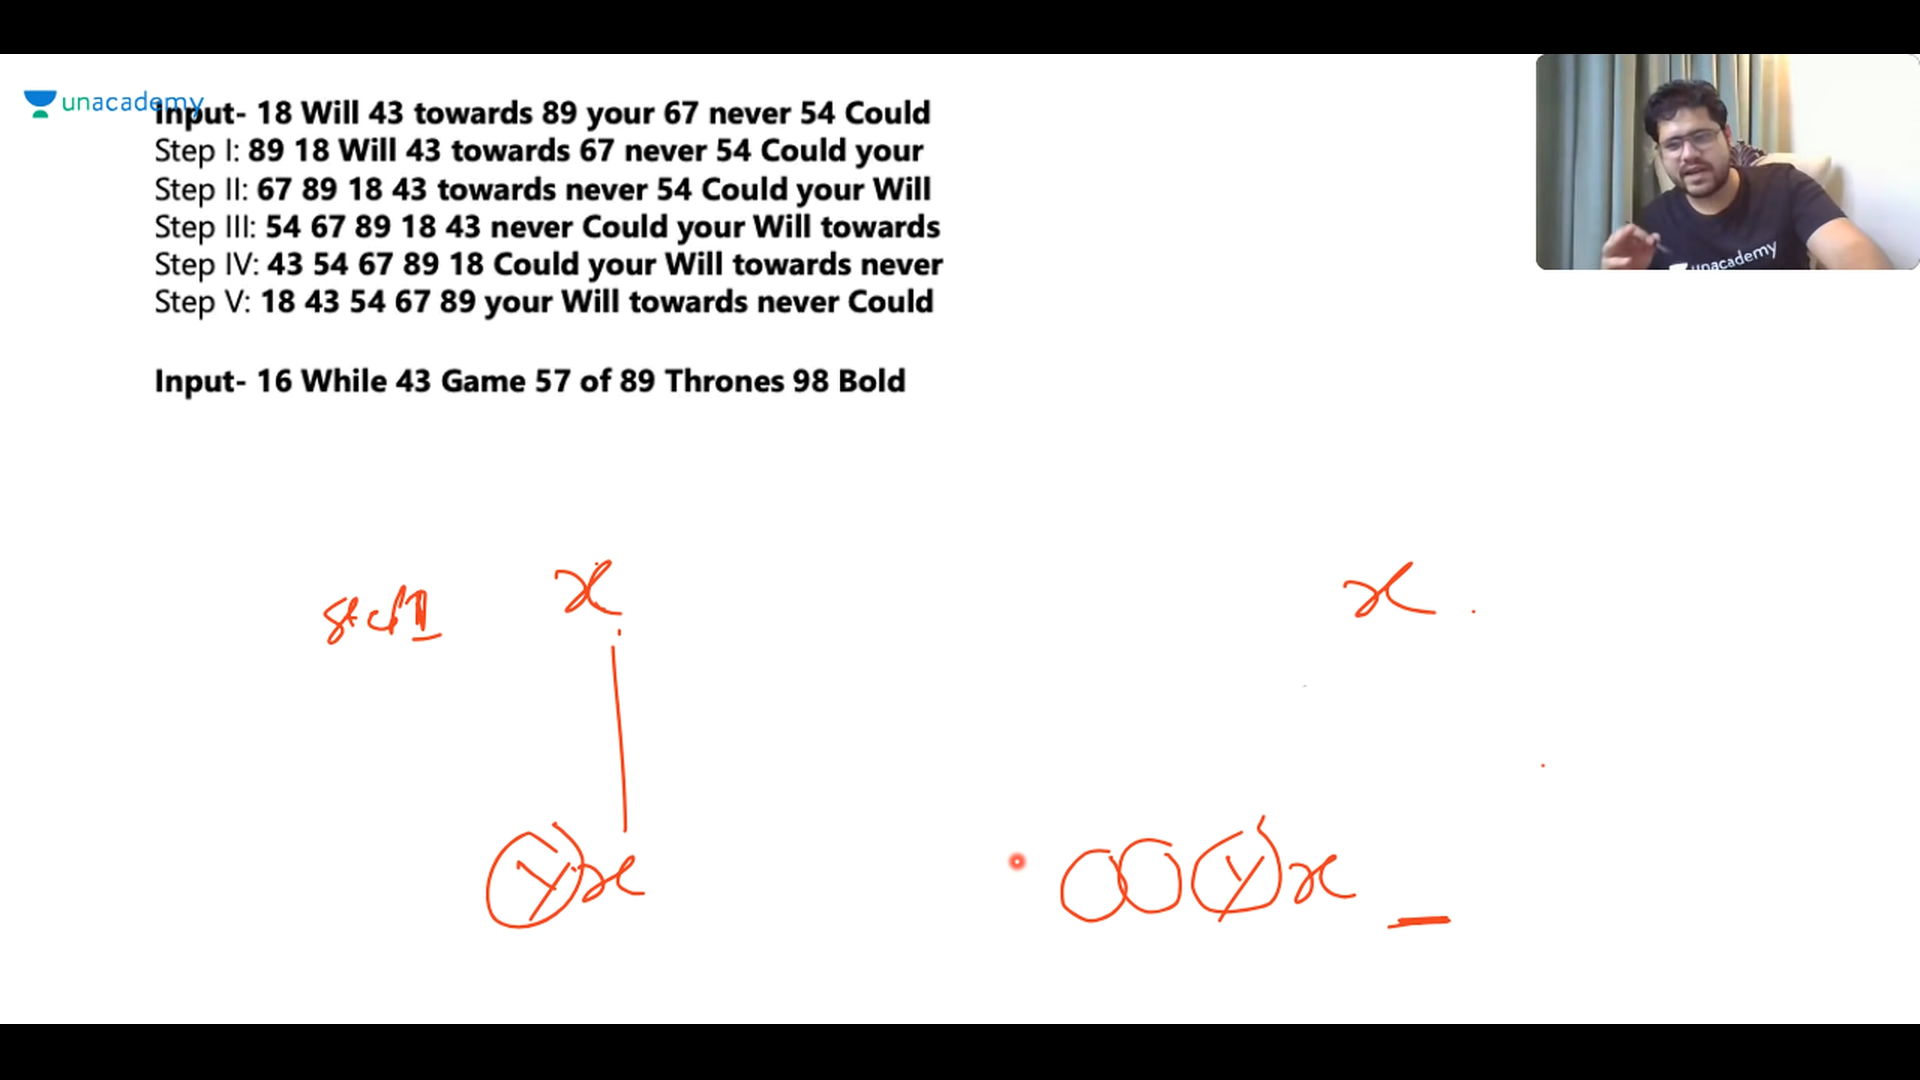 unacademy
Input- 18 Will 43 towards 89 your 67 never 54 Could
Step I: 89 18 Will 43 towards 67 never 54 Could your
Step II: 67 89 18 43 towards never 54 Could your Will
Step III: 54 67 89 18 43 never Could your Will towards
Step IV: 43 54 67 89 18 Could your Will towards never
Step V: 18 43 54 67 89 your Will towards never Could
Input- 16 While 43 Game 57 of 89 Thrones 98 Bold
unacademy
x x
y x y x